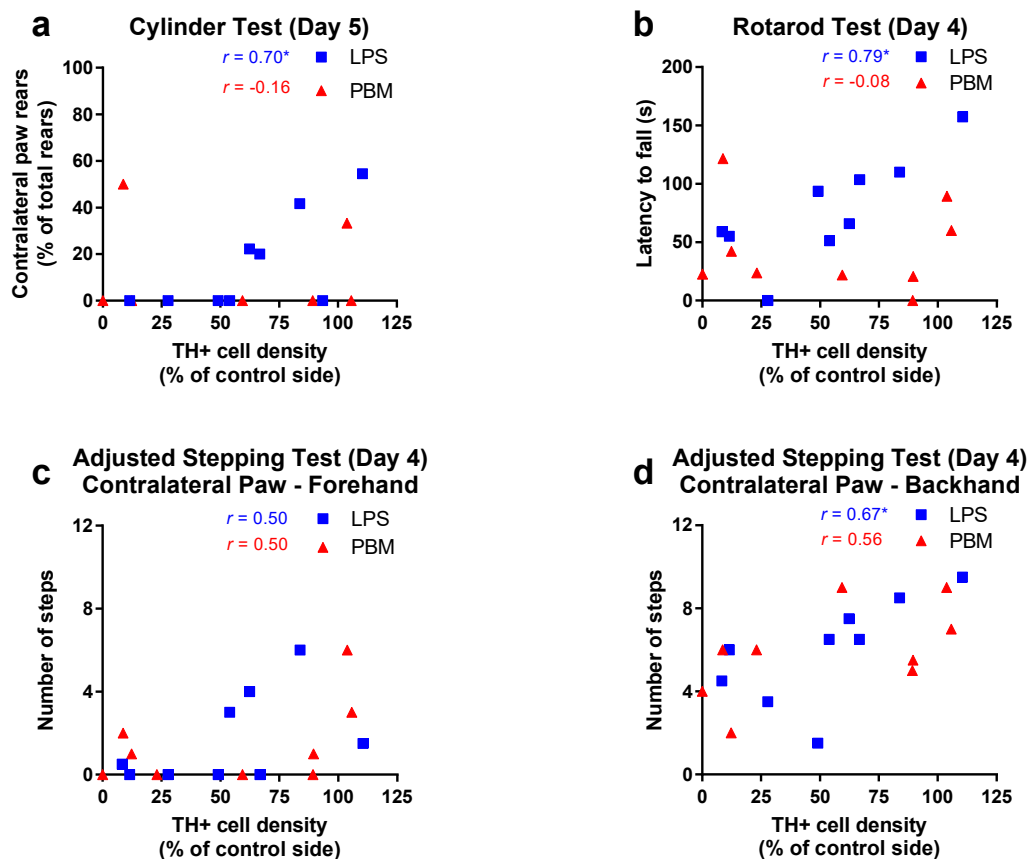 a
Cylinder Test (Day 5)
r = 0.70*
LPS
r = -0.16
PBM
Contralateral paw rears
(% of total rears)
100
80
60
40
20
0
0 25 50 75 100 125
TH+ cell density
(% of control side)
b
Rotarod Test (Day 4)
r = 0.79*
LPS
r = -0.08
PBM
Latency to fall (s)
200
150
100
50
0
0 25 50 75 100 125
TH+ cell density
(% of control side)
c
Adjusted Stepping Test (Day 4)
Contralateral Paw - Forehand
r = 0.50
LPS
r = 0.50
PBM
Number of steps
12
8
4
0
0 25 50 75 100 125
TH+ cell density
(% of control side)
d
Adjusted Stepping Test (Day 4)
Contralateral Paw - Backhand
r = 0.67*
LPS
r = 0.56
PBM
Number of steps
12
8
4
0
0 25 50 75 100 125
TH+ cell density
(% of control side)